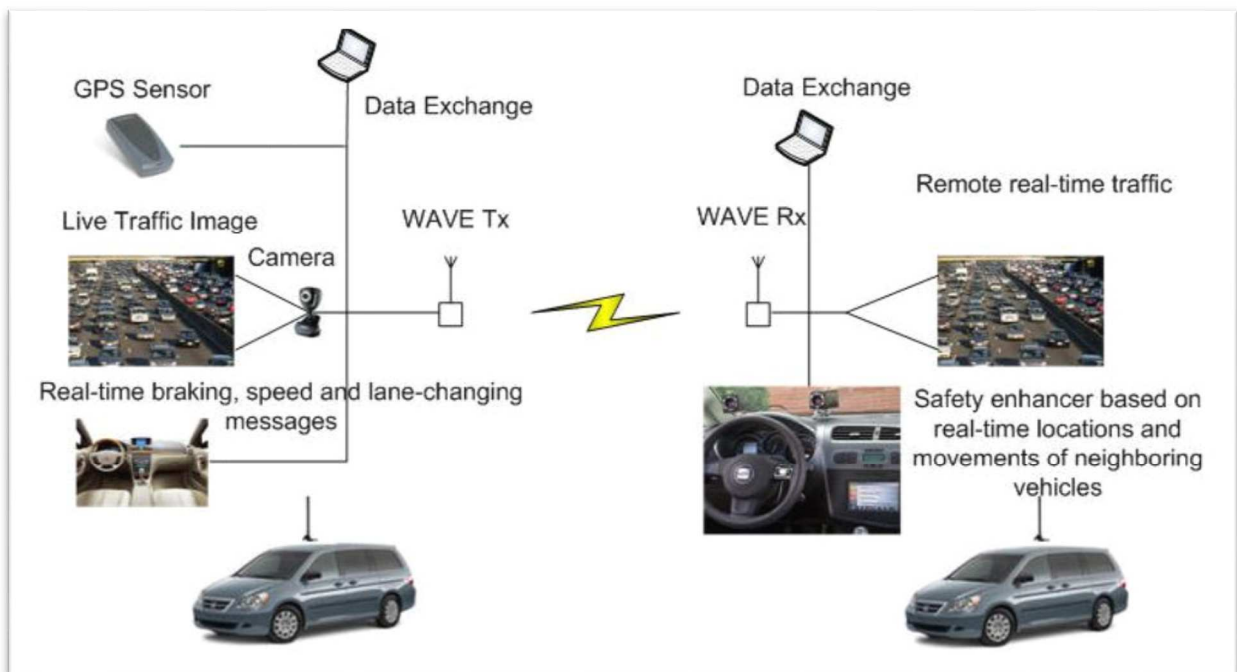 GPS Sensor
Data Exchange
Live Traffic Image
Camera
WAVE Tx
Real-time braking, speed and lane-changing
messages
Data Exchange
WAVE Rx
Remote real-time traffic
Safety enhancer based on
real-time locations and
movements of neighboring
vehicles